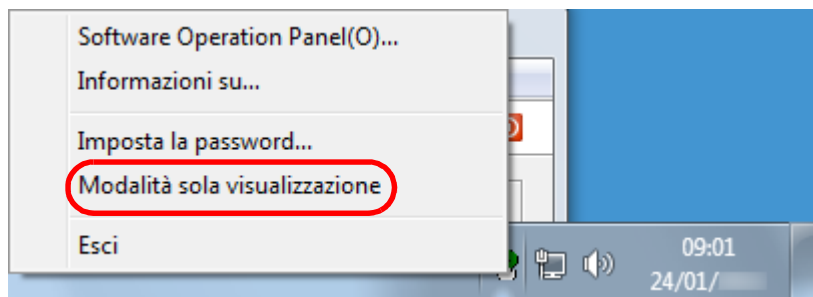 Software Operation Panel(O)...
Informazioni su...
Imposta la password...
Modalità sola visualizzazione
Esci
09:01
24/01/